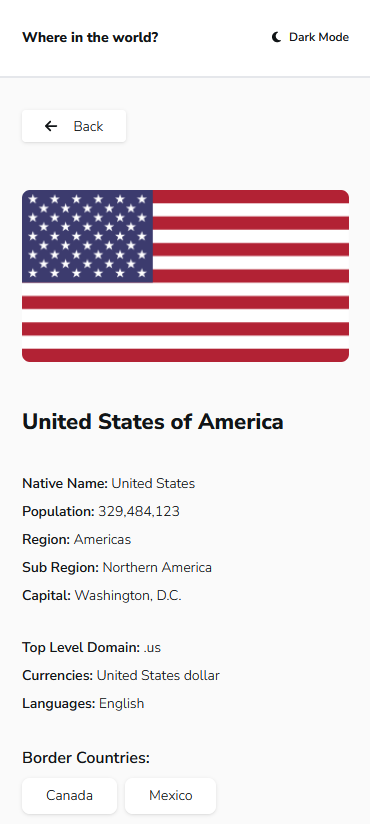 Where in the world?
Dark Mode
Back
United States of America
Native Name: United States
Population: 329,484,123
Region: Americas
Sub Region: Northern America
Capital: Washington, D.C.
Top Level Domain: .us
Currencies: United States dollar
Languages: English
Border Countries:
Canada
Mexico